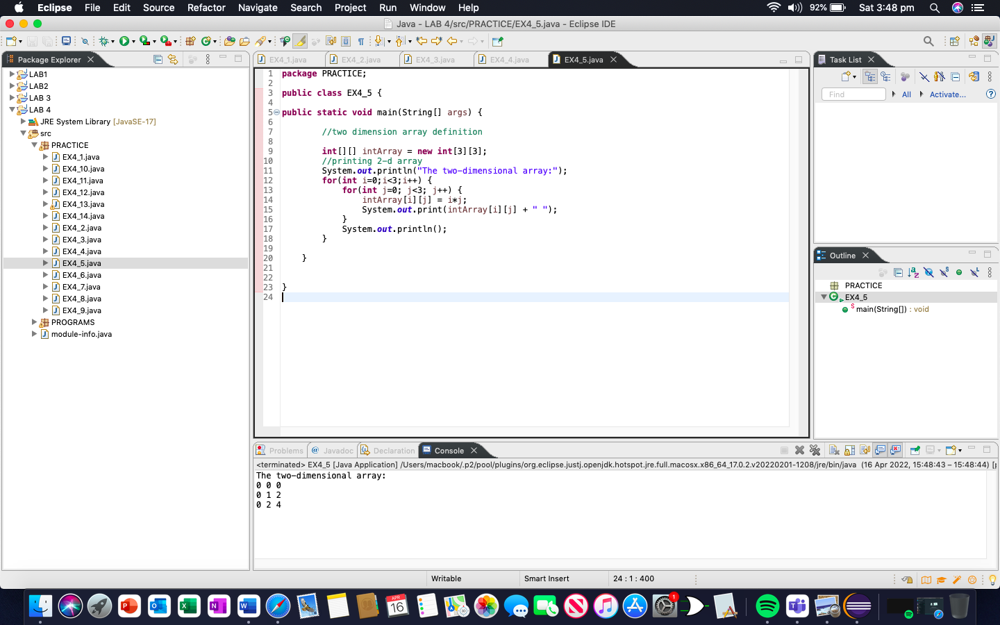 Eclipse File Edit Source Refactor Navigate Search Project Run Window Help 92% Sat 3:48 pm
Java - LAB 4/src/PRACTICE/EX4_5.java - Eclipse IDE
Package Explorer
LAB1
LAB2
LAB 3
LAB 4
JRE System Library [JavaSE-17]
src
PRACTICE
EX4_1.java
EX4_10.java
EX4_11.java
EX4_12.java
EX4_13.java
EX4_14.java
EX4_2.java
EX4_3.java
EX4_4.java
EX4_5.java
EX4_6.java
EX4_7.java
EX4_8.java
EX4_9.java
PROGRAMS
module-info.java
EX4_1.java EX4_2.java EX4_3.java EX4_4.java EX4_5.java
1 package PRACTICE;
2
3 public class EX4_5 {
4
5 public static void main(String[] args) {
6
7 //two dimension array definition
8
9 int[][] intArray = new int[3][3];
10 //printing 2-d array
11 System.out.println("The two-dimensional array:");
12 for(int i=0;i<3;i++) {
13 for(int j=0; j<3; j++) {
14 intArray[i][j] = i*j;
15 System.out.print(intArray[i][j] + " ");
16 }
17 System.out.println();
18 }
19
20 }
21
22
23 }
24
Task List
Find All Activate...
Outline
PRACTICE
EX4_5
main(String[]) : void
Problems @ Javadoc Declaration Console
<terminated> EX4_5 [Java Application] /Users/macbook/.p2/pool/plugins/org.eclipse.justj.openjdk.hotspot.jre.full.macosx.x86_64_17.0.2.v20220201-1208/jre/bin/java (16 Apr 2022, 15:48:43 – 15:48:44) [
The two-dimensional array:
0 0 0
0 1 2
0 2 4
Writable Smart Insert 24 : 1 : 400
APR
16
1